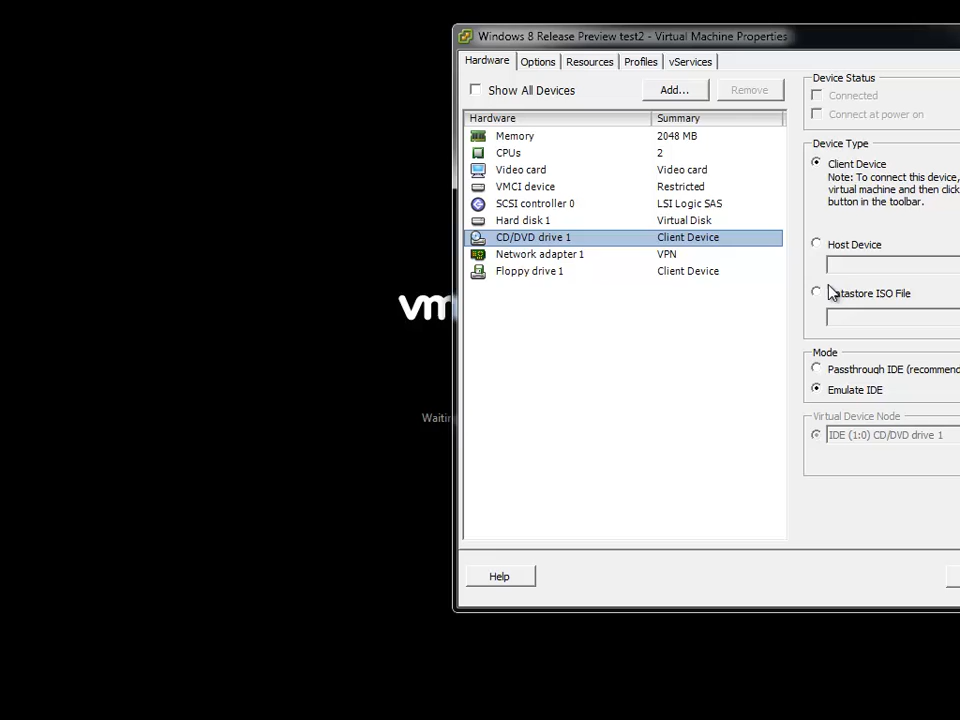 Windows 8 Release Preview test2 - Virtual Machine Properties
Hardware Options Resources Profiles vServices
Show All Devices Add... Remove
Hardware Summary
Memory 2048 MB
CPUs 2
Video card Video card
VMCI device Restricted
SCSI controller 0 LSI Logic SAS
Hard disk 1 Virtual Disk
CD/DVD drive 1 Client Device
Network adapter 1 VPN
Floppy drive 1 Client Device
Device Status
Connected
Connect at power on
Device Type
Client Device
Note: To connect this device,
virtual machine and then click
button in the toolbar.
Host Device
ISO File
Mode
Passthrough IDE
Emulate IDE
Virtual Device Node
IDE (1:0) CD/DVD drive 1
vm
Help